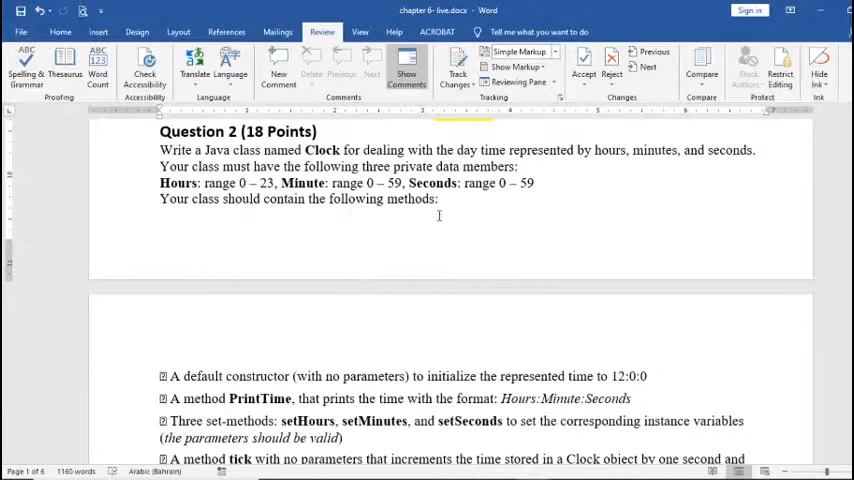 chapter 6- live.docx - Word
Sign in
File Home Insert Design Layout References Mailings Review View Help ACROBAT Tell me what you want to do
ABC
Spelling &
Grammar
Thesaurus
ABC
123
Word
Count
Proofing
Check
Accessibility
Accessibility
Translate
Language
Language
New
Comment
Delete
Previous
Next
Show
Comments
Comments
Track
Changes
Simple Markup
Show Markup
Reviewing Pane
Tracking
Accept
Reject
Previous
Next
Changes
Compare
Compare
Block
Authors
Restrict
Editing
Protect
Hide
Ink
Ink
Question 2 (18 Points)
Write a Java class named Clock for dealing with the day time represented by hours, minutes, and seconds.
Your class must have the following three private data members:
Hours: range 0 – 23, Minute: range 0 – 59, Seconds: range 0 – 59
Your class should contain the following methods:
A default constructor (with no parameters) to initialize the represented time to 12:0:0
A method PrintTime, that prints the time with the format: Hours:Minute:Seconds
Three set-methods: setHours, setMinutes, and setSeconds to set the corresponding instance variables
(the parameters should be valid)
A method tick with no parameters that increments the time stored in a Clock object by one second and
Page 1 of 6 1160 words Arabic (Bahrain)